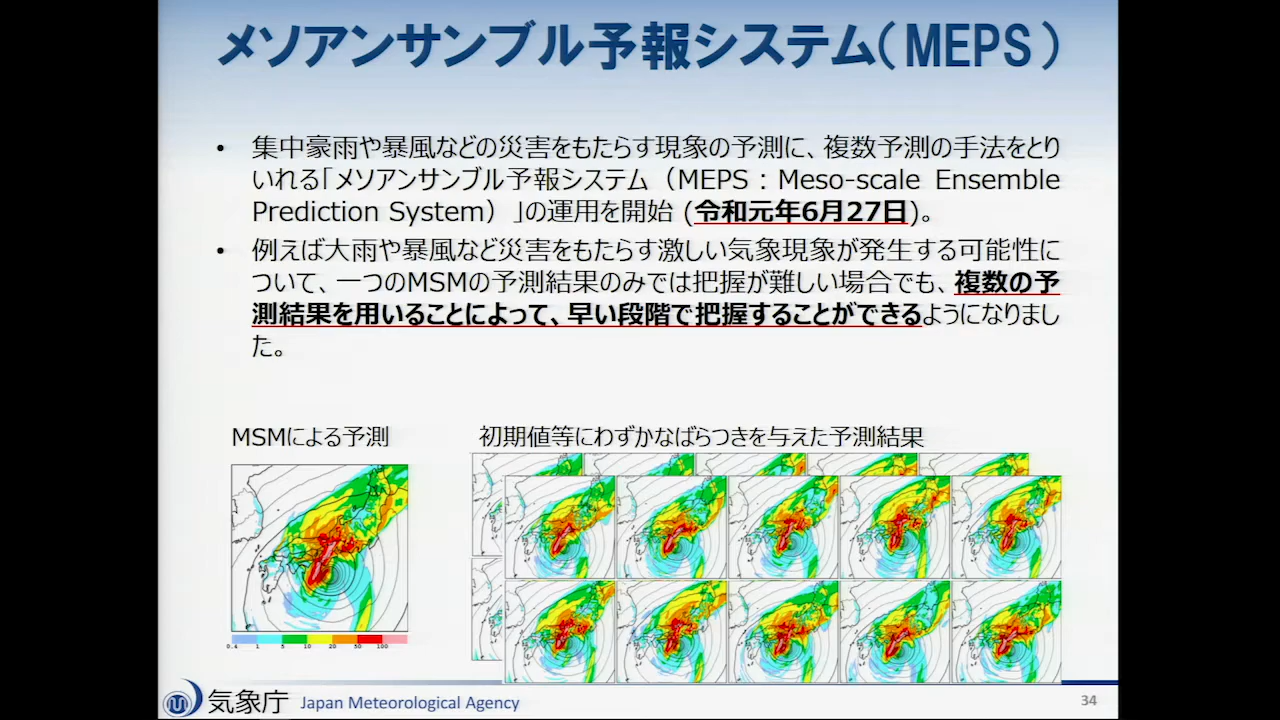 メソアンサンブル予報システム（MEPS）
• 集中豪雨や暴風などの災害をもたらす現象の予測に、複数予測の手法をとり
いれる「メソアンサンブル予報システム（MEPS：Meso-scale Ensemble
Prediction System）」の運用を開始 (令和元年6月27日)。
• 例えば大雨や暴風など災害をもたらす激しい気象現象が発生する可能性に
ついて、一つのMSMの予測結果のみでは把握が難しい場合でも、複数の予
測結果を用いることによって、早い段階で把握することができるようになりまし
た。
MSMによる予測
初期値等にわずかなばらつきを与えた予測結果
0.4 1 5 10 20 50 100
気象庁 Japan Meteorological Agency
34